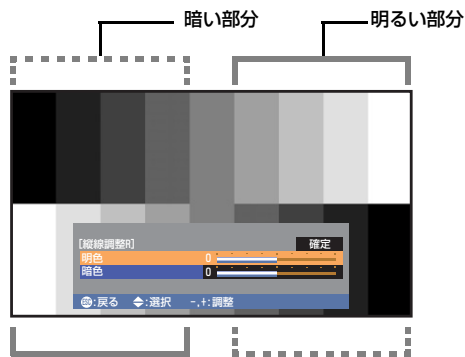 暗い部分 明るい部分
[縦線調整R] 確定
明色 0
暗色 0
:戻る :選択 -,+:調整